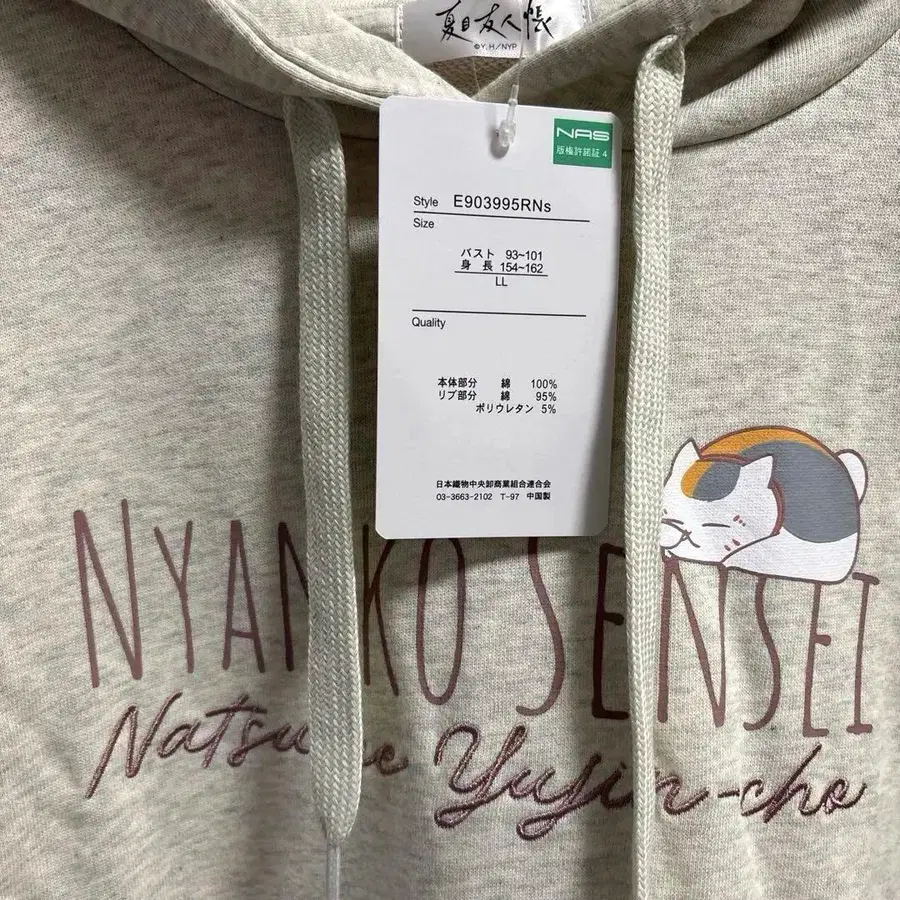 夏目友人帳
©Y.H/NYP
NAS
版権許諾証 4
Style E903995RNs
Size
バスト 93~101
身長 154~162
LL
Quality
本体部分 綿 100%
リブ部分 綿 95%
ポリウレタン 5%
日本織物中央卸商業組合連合会
03-3663-2102 T-97 中国製
NYANKO SENSEI
Natsume Yujin-cho